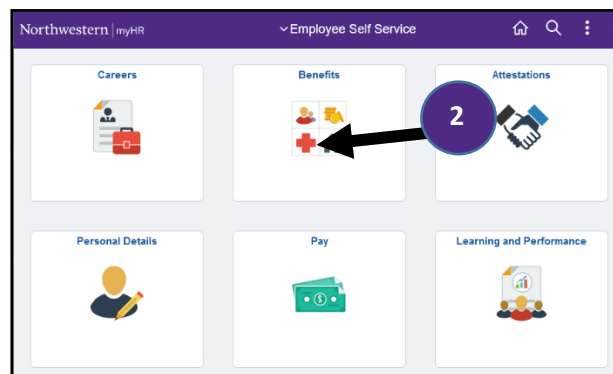 Northwestern | myHR
Employee Self Service
Careers
Benefits
Attestations
2
Personal Details
Pay
Learning and Performance